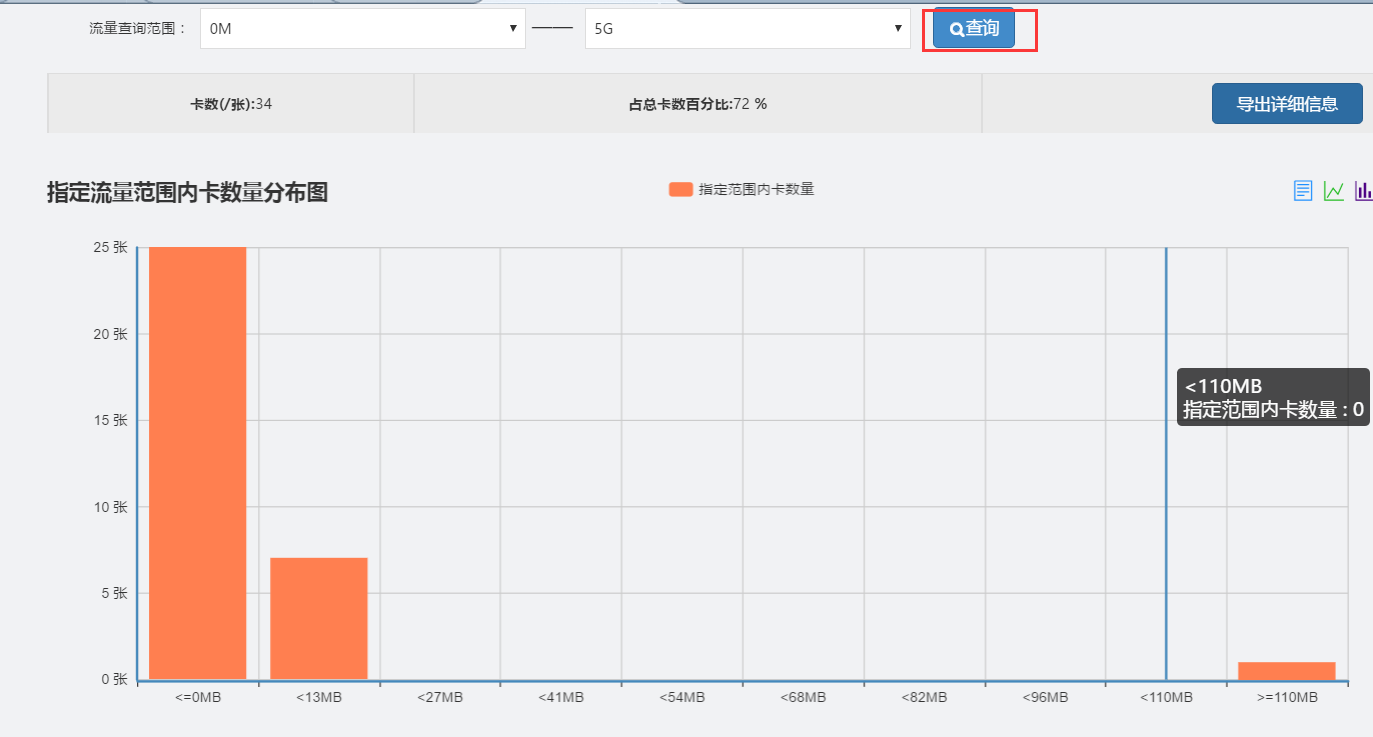 流量查询范围： 0M —— 5G 查询
卡数(/张):34 占总卡数百分比:72 % 导出详细信息
指定流量范围内卡数量分布图 指定范围内卡数量
25 张
20 张
15 张
10 张
5 张
0 张
<110MB
指定范围内卡数量 : 0
<=0MB <13MB <27MB <41MB <54MB <68MB <82MB <96MB <110MB >=110MB